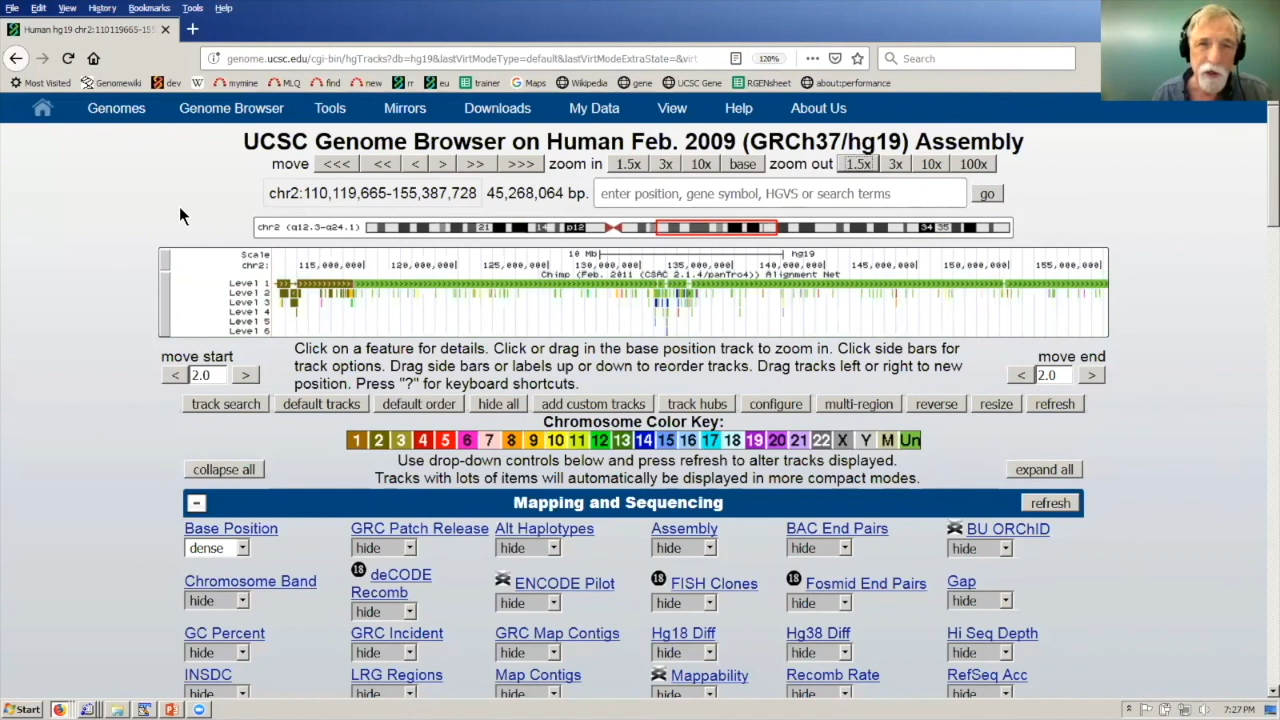 File Edit View History Bookmarks Tools Help
Human hg19 chr2:110119665-155
genome.ucsc.edu/cgi-bin/hgTracks?db=hg19&lastVirtModeType=default&lastVirtModeExtraState=&virt 120% Search
Most Visited Genomewiki dev mymine MLQ find new rr eu trainer Maps Wikipedia gene UCSC Gene RGENsheet about:performance
Genomes Genome Browser Tools Mirrors Downloads My Data View Help About Us
UCSC Genome Browser on Human Feb. 2009 (GRCh37/hg19) Assembly
move <<< << < > >> >>> zoom in 1.5x 3x 10x base zoom out 1.5x 3x 10x 100x
chr2:110,119,665-155,387,728 45,268,064 bp. enter position, gene symbol, HGVS or search terms go
chr2 (q12.3-q24.1) 21 14 p12 34 35
Scale 10 Mb hg19
chr2: 115,000,000 120,000,000 125,000,000 130,000,000 135,000,000 140,000,000 145,000,000 150,000,000 155,000,000
Chimp (Feb. 2011 (CSAC 2.1.4/panTro4)) Alignment Net
Level 1
Level 2
Level 3
Level 4
Level 5
Level 6
move start Click on a feature for details. Click or drag in the base position track to zoom in. Click side bars for move end
< 2.0 > track options. Drag side bars or labels up or down to reorder tracks. Drag tracks left or right to new < 2.0 >
position. Press "?" for keyboard shortcuts.
track search default tracks default order hide all add custom tracks track hubs configure multi-region reverse resize refresh
Chromosome Color Key:
1 2 3 4 5 6 7 8 9 10 11 12 13 14 15 16 17 18 19 20 21 22 X Y M Un
collapse all Use drop-down controls below and press refresh to alter tracks displayed. expand all
Tracks with lots of items will automatically be displayed in more compact modes.
- Mapping and Sequencing refresh
Base Position GRC Patch Release Alt Haplotypes Assembly BAC End Pairs BU ORChID
dense hide hide hide hide hide
Chromosome Band 18 deCODE Recomb ENCODE Pilot 18 FISH Clones 18 Fosmid End Pairs Gap
hide hide hide hide hide hide
GC Percent GRC Incident GRC Map Contigs Hg18 Diff Hg38 Diff Hi Seq Depth
hide hide hide hide hide hide
INSDC LRG Regions Map Contigs Mappability Recomb Rate RefSeq Acc
hide hide hide hide hide hide
Start 7:27 PM